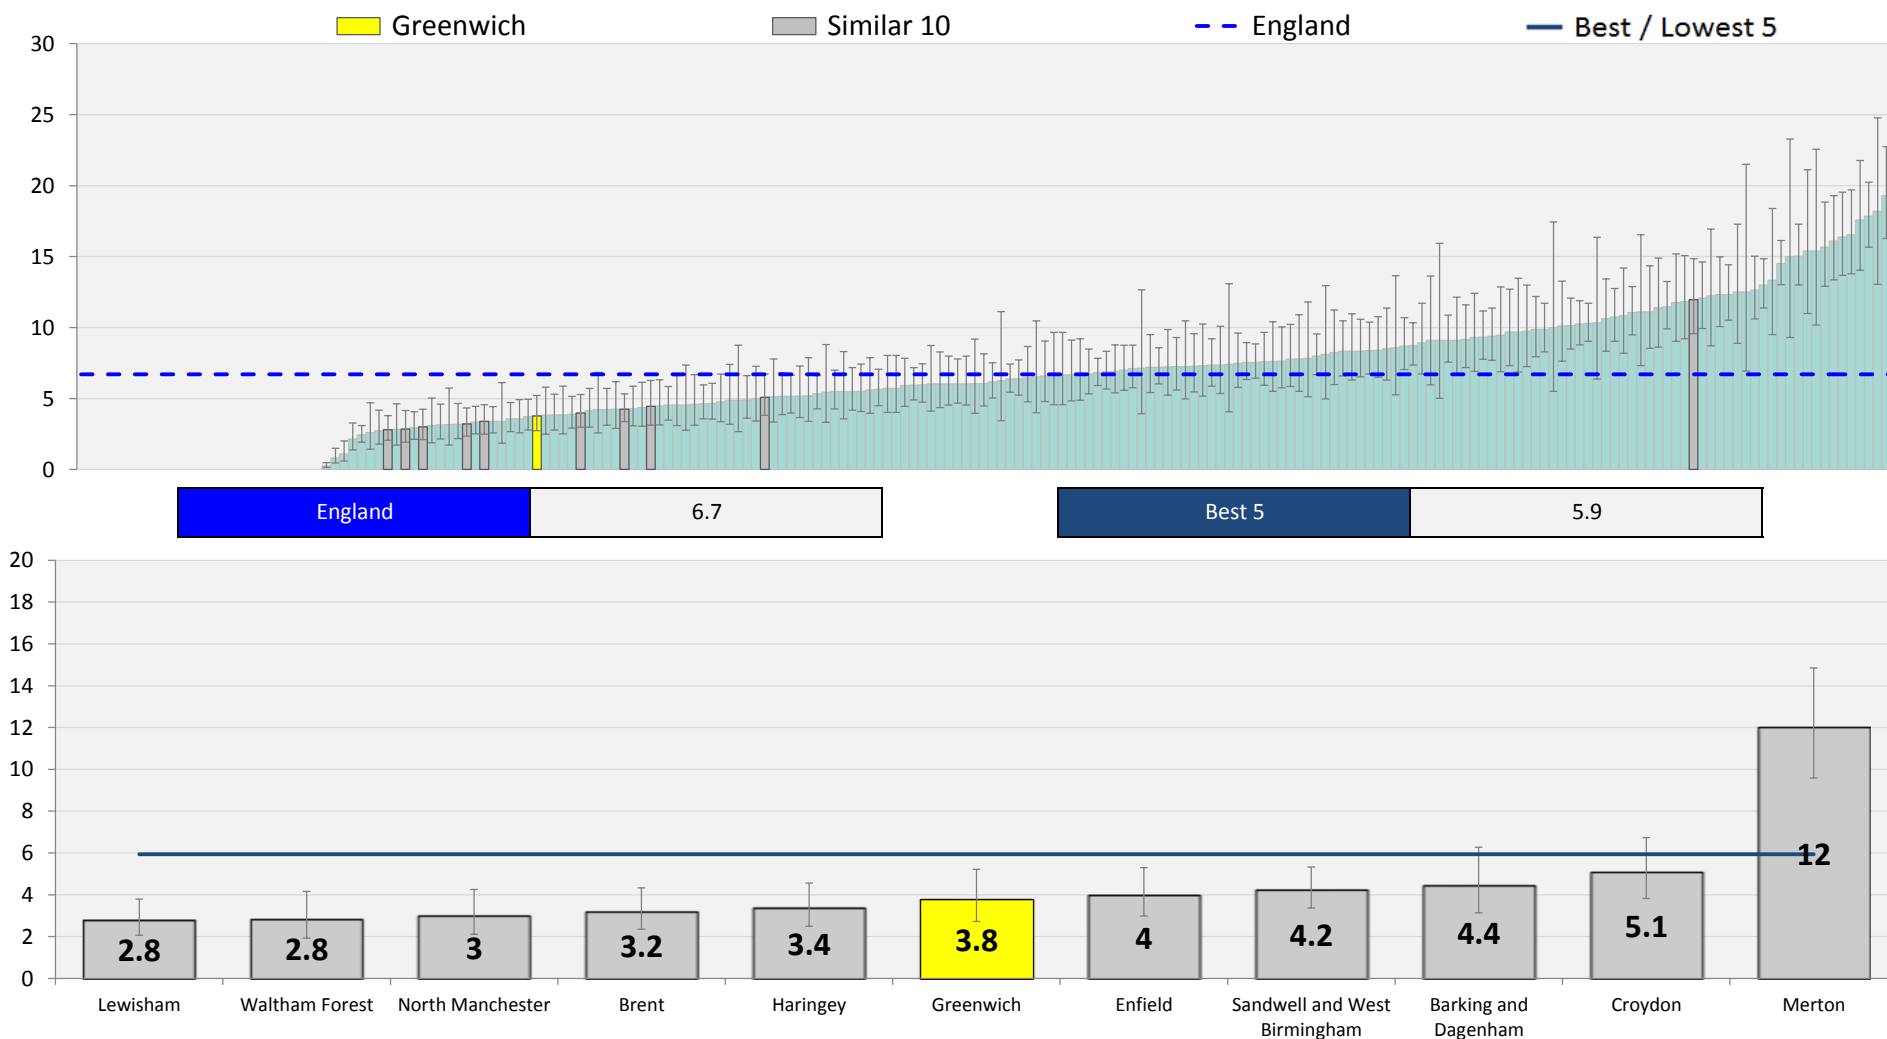 Greenwich
Similar 10
England
Best / Lowest 5
30
25
20
15
10
5
0
England 6.7 Best 5 5.9
20
18
16
14
12
10
8
6
4
2
0
2.8 2.8 3 3.2 3.4 3.8 4 4.2 4.4 5.1 12
Lewisham
Waltham Forest
North Manchester
Brent
Haringey
Greenwich
Enfield
Sandwell and West
Birmingham
Barking and
Dagenham
Croydon
Merton